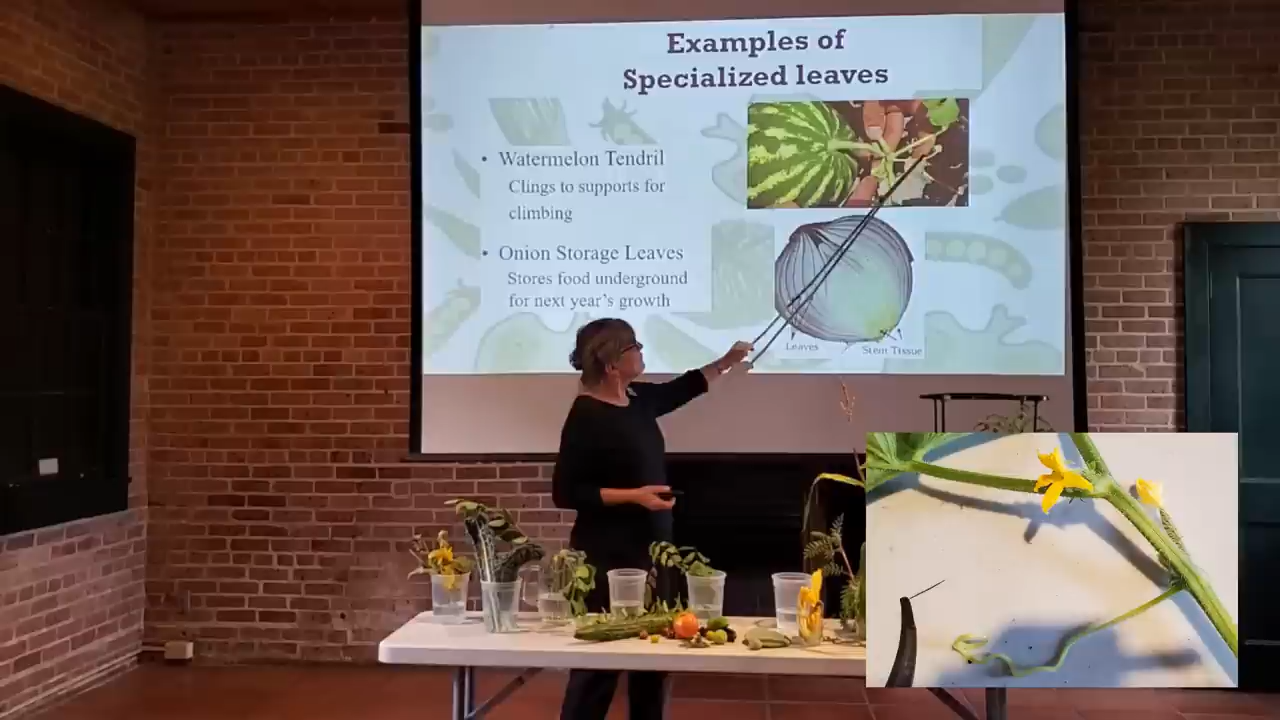 Examples of
Specialized leaves
• Watermelon Tendril
Clings to supports for
climbing
• Onion Storage Leaves
Stores food underground
for next year's growth
Leaves
Stem Tissue